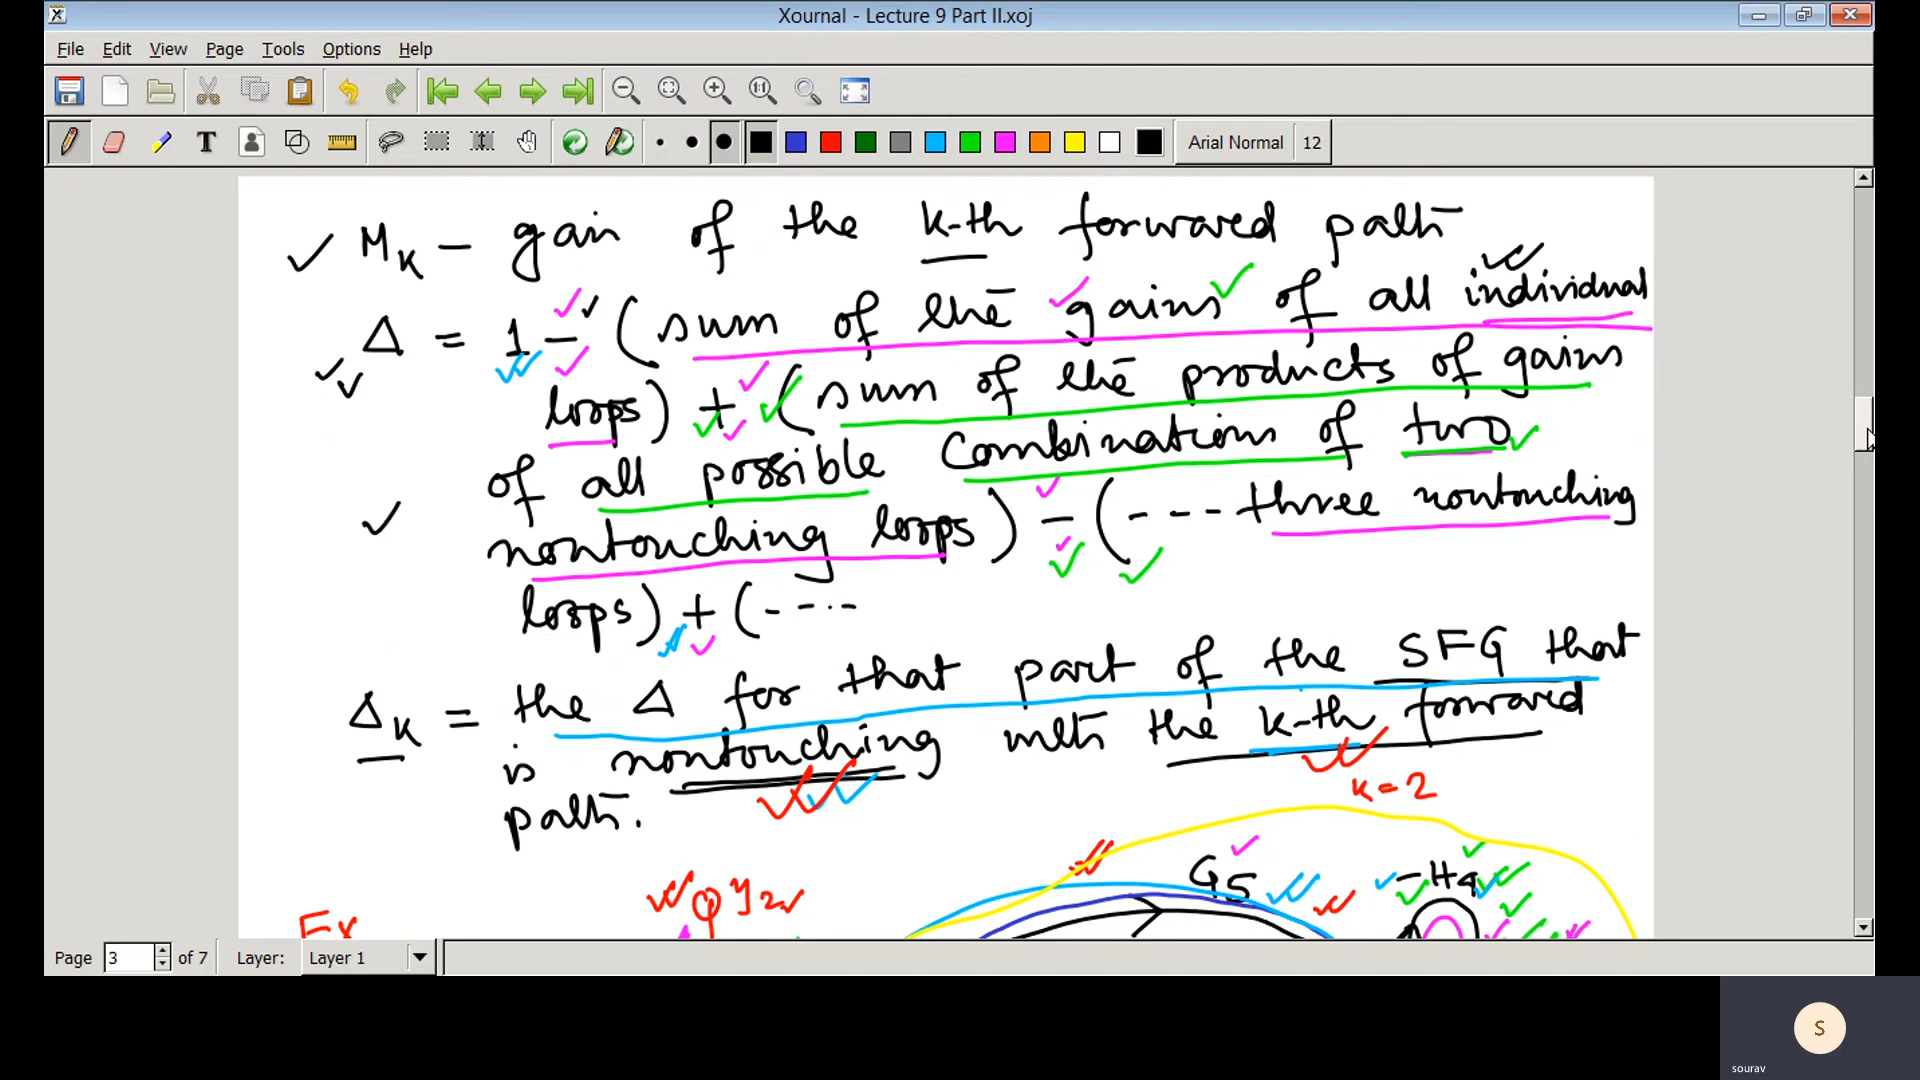 Xournal - Lecture 9 Part II.xoj
File Edit View Page Tools Options Help
Arial Normal 12
M_K - gain of the k-th forward path
Δ = 1 - (sum of the gains of all individual
loops) + (sum of the products of gains
of all possible combinations of two
nontouching loops) - (---- three nontouching
loops) + (-----
Δ_K = the Δ for that part of the SFG that
is nontouching with the k-th forward
path.
K = 2
G5
-H4
y2
Ex
Page 3 of 7 Layer: Layer 1
S
sourav